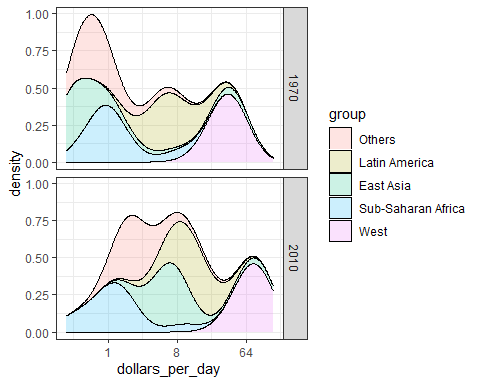 density
1.00
0.75
0.50
0.25
0.00
1970
1.00
0.75
0.50
0.25
0.00
2010
1 8 64
dollars_per_day
group
Others
Latin America
East Asia
Sub-Saharan Africa
West